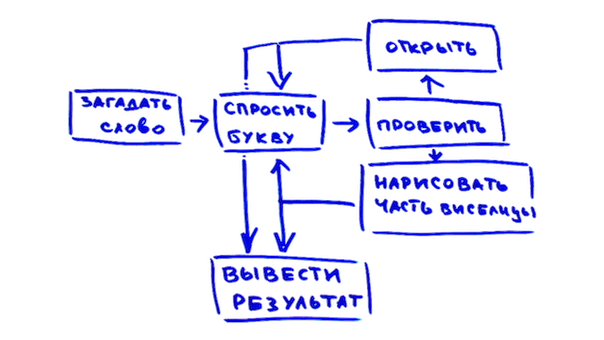 ОТКРЫТЬ
ЗАГАДАТЬ
СЛОВО
СПРОСИТЬ
БУКВУ
ПРОВЕРИТЬ
НАРИСОВАТЬ
ЧАСТЬ ВИСЕЛИЦЫ
ВЫВЕСТИ
РЕЗУЛЬТАТ